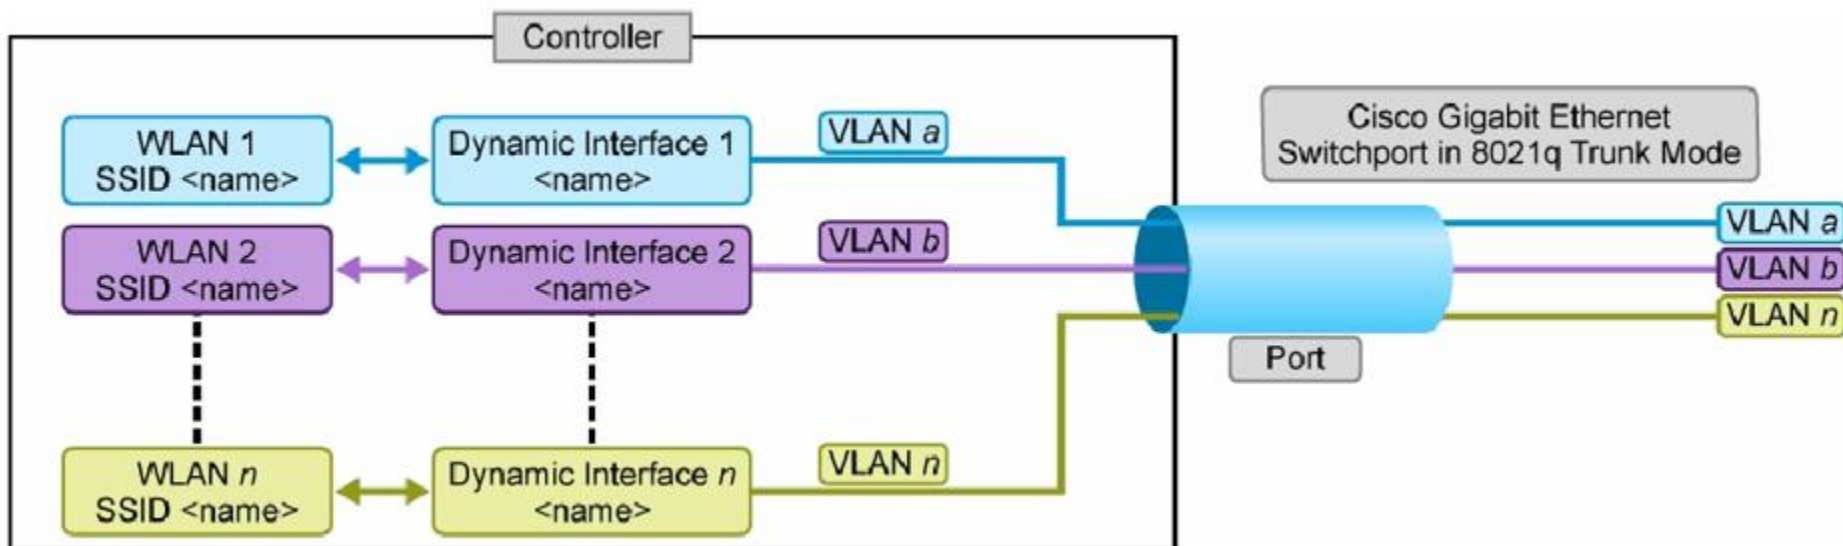 Controller
WLAN 1
SSID <name>
Dynamic Interface 1
<name>
VLAN a
Cisco Gigabit Ethernet
Switchport in 8021q Trunk Mode
VLAN a
WLAN 2
SSID <name>
Dynamic Interface 2
<name>
VLAN b
VLAN b
VLAN n
Port
WLAN n
SSID <name>
Dynamic Interface n
<name>
VLAN n